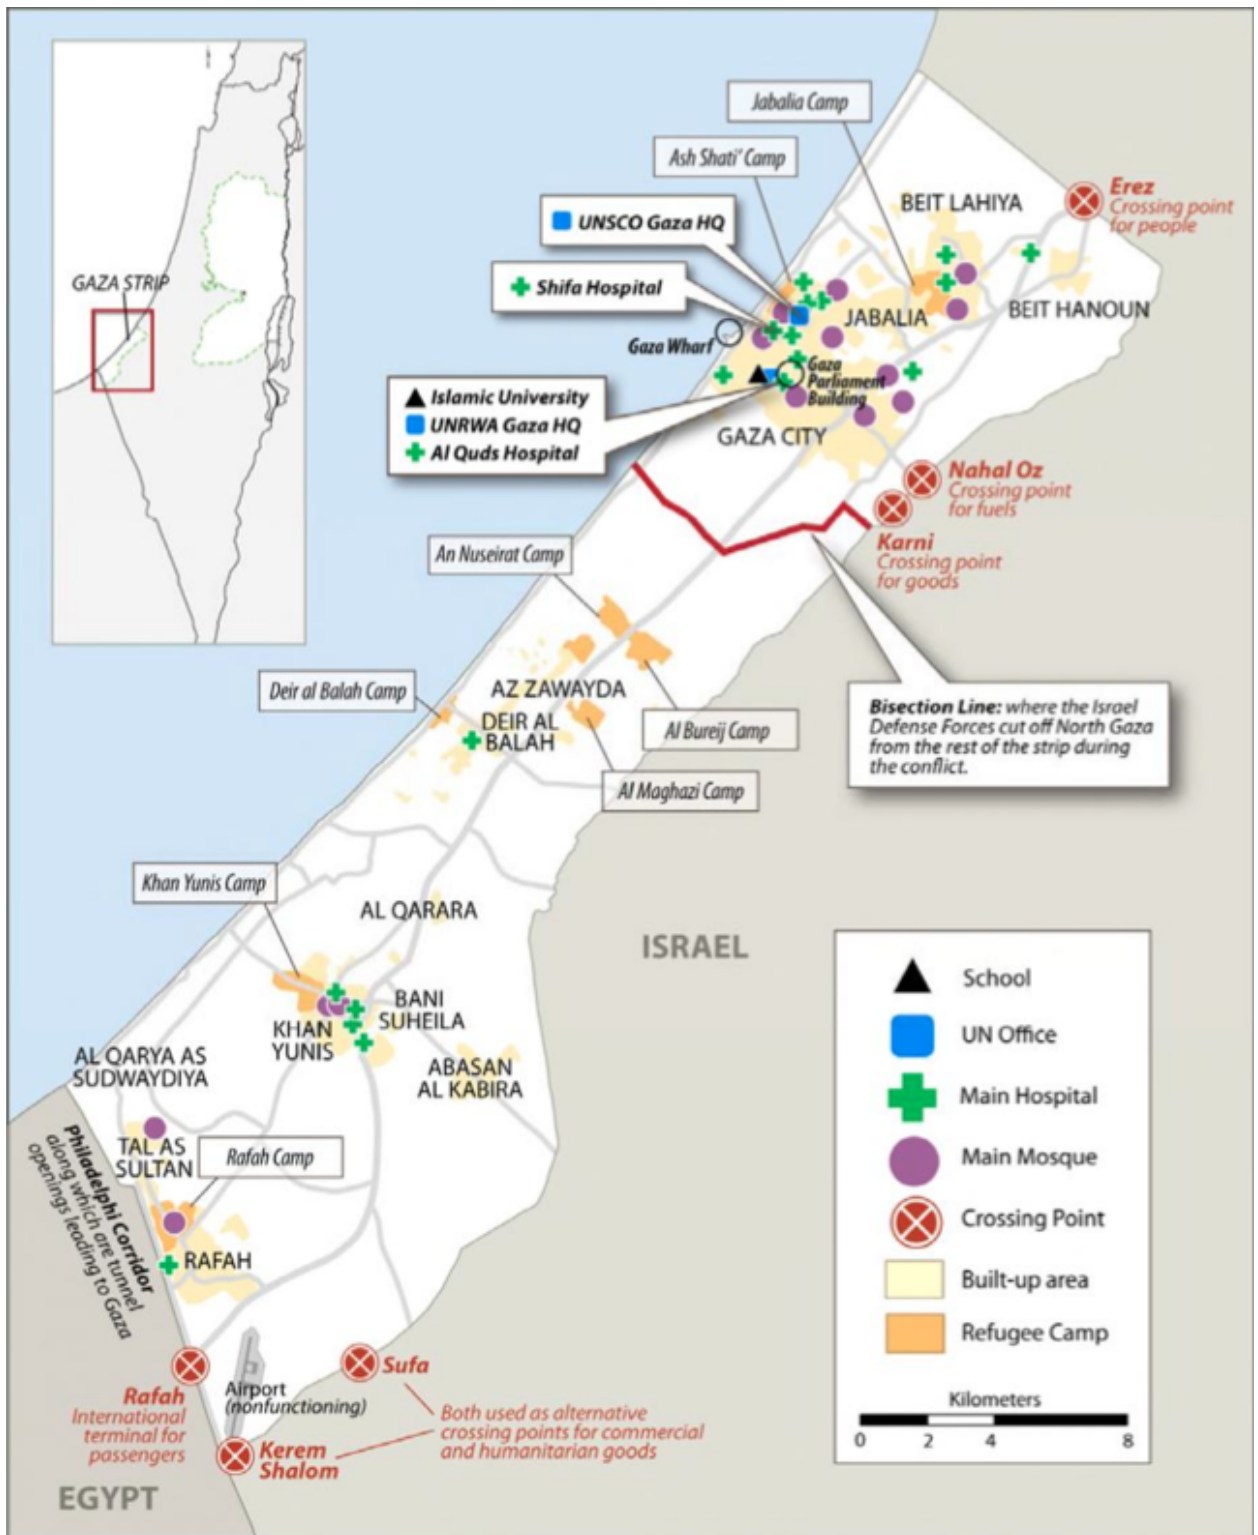 GAZA STRIP
Jabalia Camp
Ash Shati' Camp
UNSCO Gaza HQ
Shifa Hospital
Gaza Wharf
BEIT LAHIYA
Erez
Crossing point
for people
JABALIA
BEIT HANOUN
Gaza
Parliament
Building
Islamic University
UNRWA Gaza HQ
Al Quds Hospital
GAZA CITY
Nahal Oz
Crossing point
for fuels
Karni
Crossing point
for goods
An Nuseirat Camp
Deir al Balah Camp
AZ ZAWAYDA
DEIR AL
BALAH
Al Bureij Camp
Al Maghazi Camp
Bisection Line: where the Israel
Defense Forces cut off North Gaza
from the rest of the strip during
the conflict.
Khan Yunis Camp
AL QARARA
ISRAEL
BANI
SUHEILA
KHAN
YUNIS
ABASAN
AL KABIRA
AL QARYA AS
SUDWAYDIYA
TAL AS
SULTAN
Rafah Camp
Philadelphi Corridor
along which are tunnel
openings leading to Gaza
RAFAH
Rafah
International
terminal for
passengers
Airport
(nonfunctioning)
Sufa
Kerem
Shalom
Both used as alternative
crossing points for commercial
and humanitarian goods
EGYPT
School
UN Office
Main Hospital
Main Mosque
Crossing Point
Built-up area
Refugee Camp
Kilometers
0 2 4 8